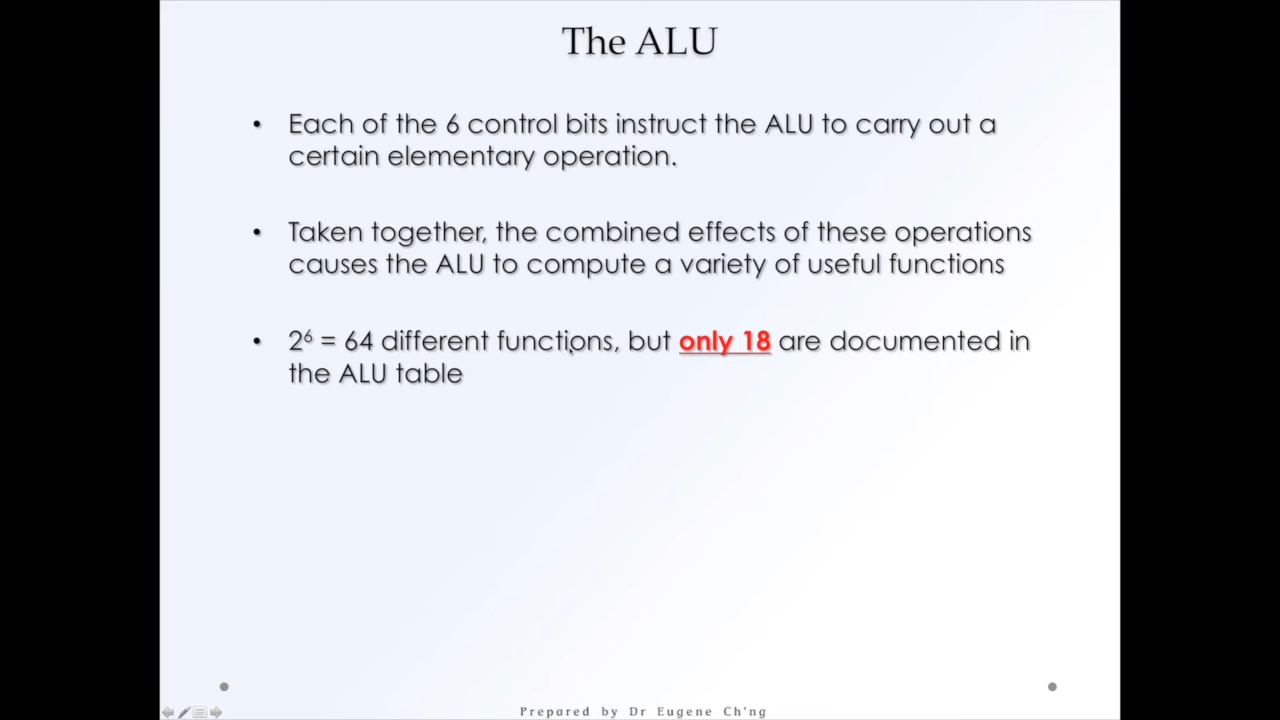 The ALU
• Each of the 6 control bits instruct the ALU to carry out a
certain elementary operation.
• Taken together, the combined effects of these operations
causes the ALU to compute a variety of useful functions
• 2⁶ = 64 different functions, but only 18 are documented in
the ALU table
Prepared by Dr Eugene Ch'ng